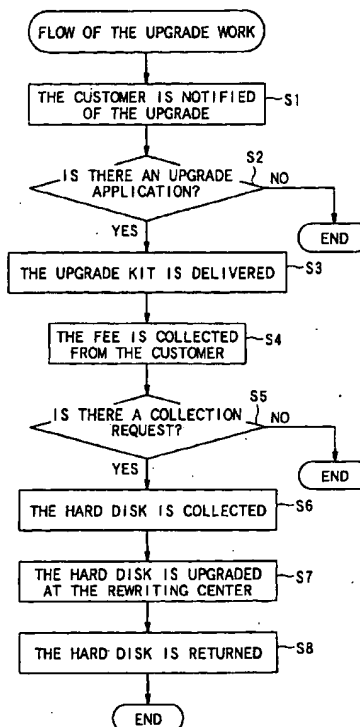 FLOW OF THE UPGRADE WORK
THE CUSTOMER IS NOTIFIED
OF THE UPGRADE
S1
S2
IS THERE AN UPGRADE
APPLICATION?
NO
YES
END
THE UPGRADE KIT IS DELIVERED
S3
THE FEE IS COLLECTED
FROM THE CUSTOMER
S4
S5
IS THERE A COLLECTION
REQUEST?
NO
YES
END
THE HARD DISK IS COLLECTED
S6
THE HARD DISK IS UPGRADED
AT THE REWRITING CENTER
S7
THE HARD DISK IS RETURNED
S8
END